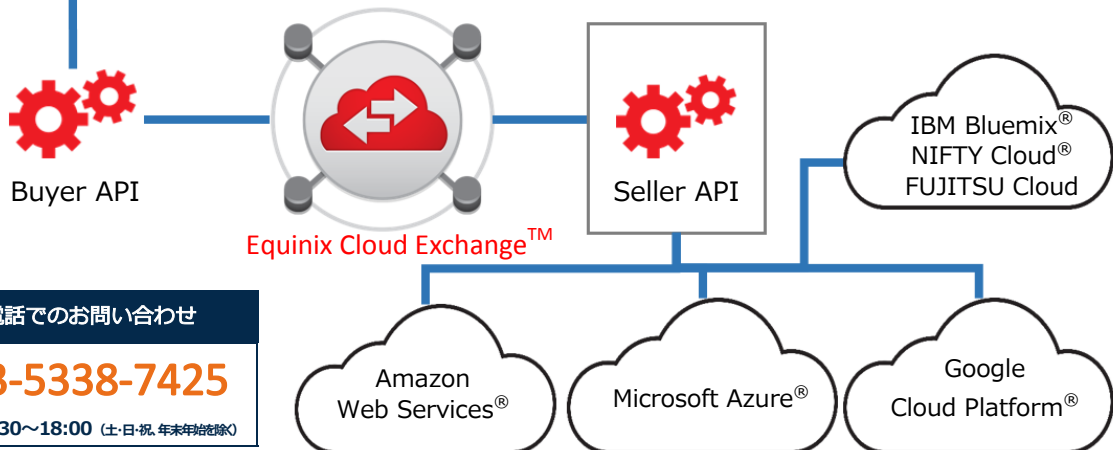 IBM Bluemix®
NIFTY Cloud®
FUJITSU Cloud
Buyer API
Seller API
Equinix Cloud Exchange™
話でのお問い合わせ
-5338-7425
30～18:00（土・日・祝、年末年始を除く）
Amazon
Web Services®
Microsoft Azure®
Google
Cloud Platform®